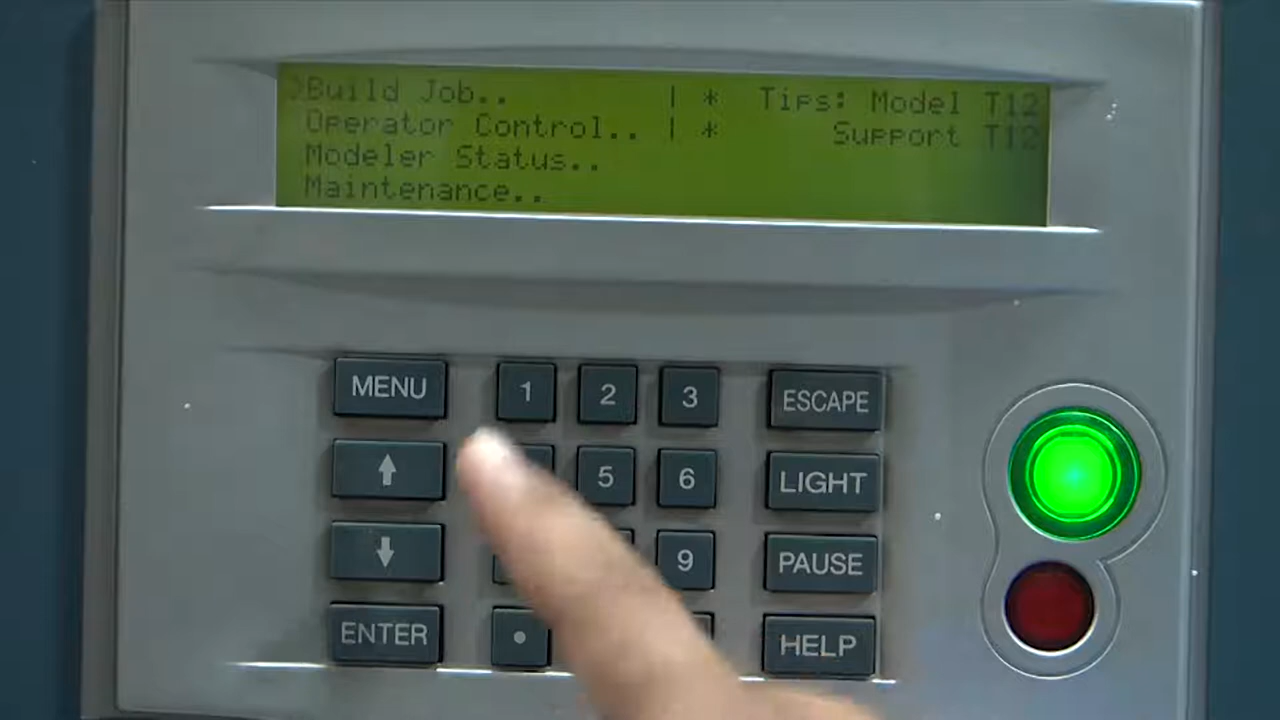 Build Job.. | * Tips: Model T12
Operator Control.. | * Support T12
Modeler Status..
Maintenance..
MENU 1 2 3 ESCAPE
5 6 LIGHT
9 PAUSE
ENTER • HELP